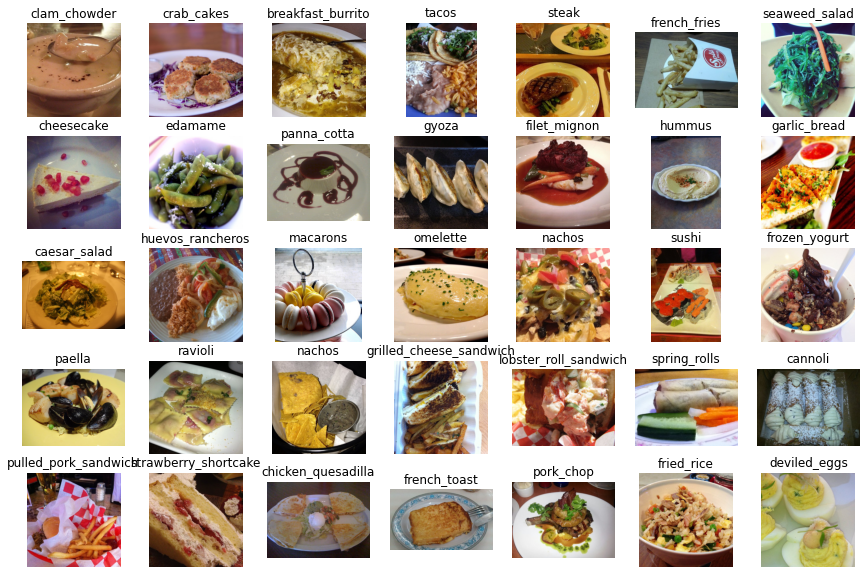 clam_chowder
crab_cakes
breakfast_burrito
tacos
steak
french_fries
seaweed_salad
cheesecake
edamame
panna_cotta
gyoza
filet_mignon
hummus
garlic_bread
caesar_salad
huevos_rancheros
macarons
omelette
nachos
sushi
frozen_yogurt
paella
ravioli
nachos
grilled_cheese_sandwich
lobster_roll_sandwich
spring_rolls
cannoli
pulled_pork_sandwich
strawberry_shortcake
chicken_quesadilla
french_toast
pork_chop
fried_rice
deviled_eggs